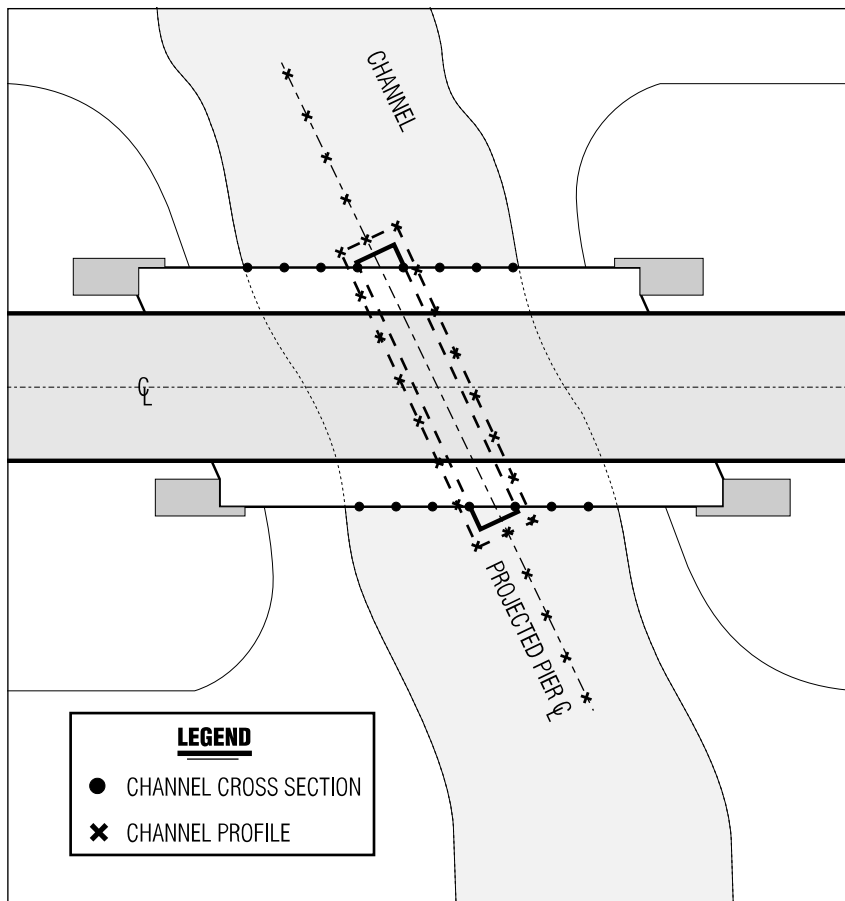 CHANNEL
℄
PROJECTED PIER ℄
LEGEND
CHANNEL CROSS SECTION
CHANNEL PROFILE